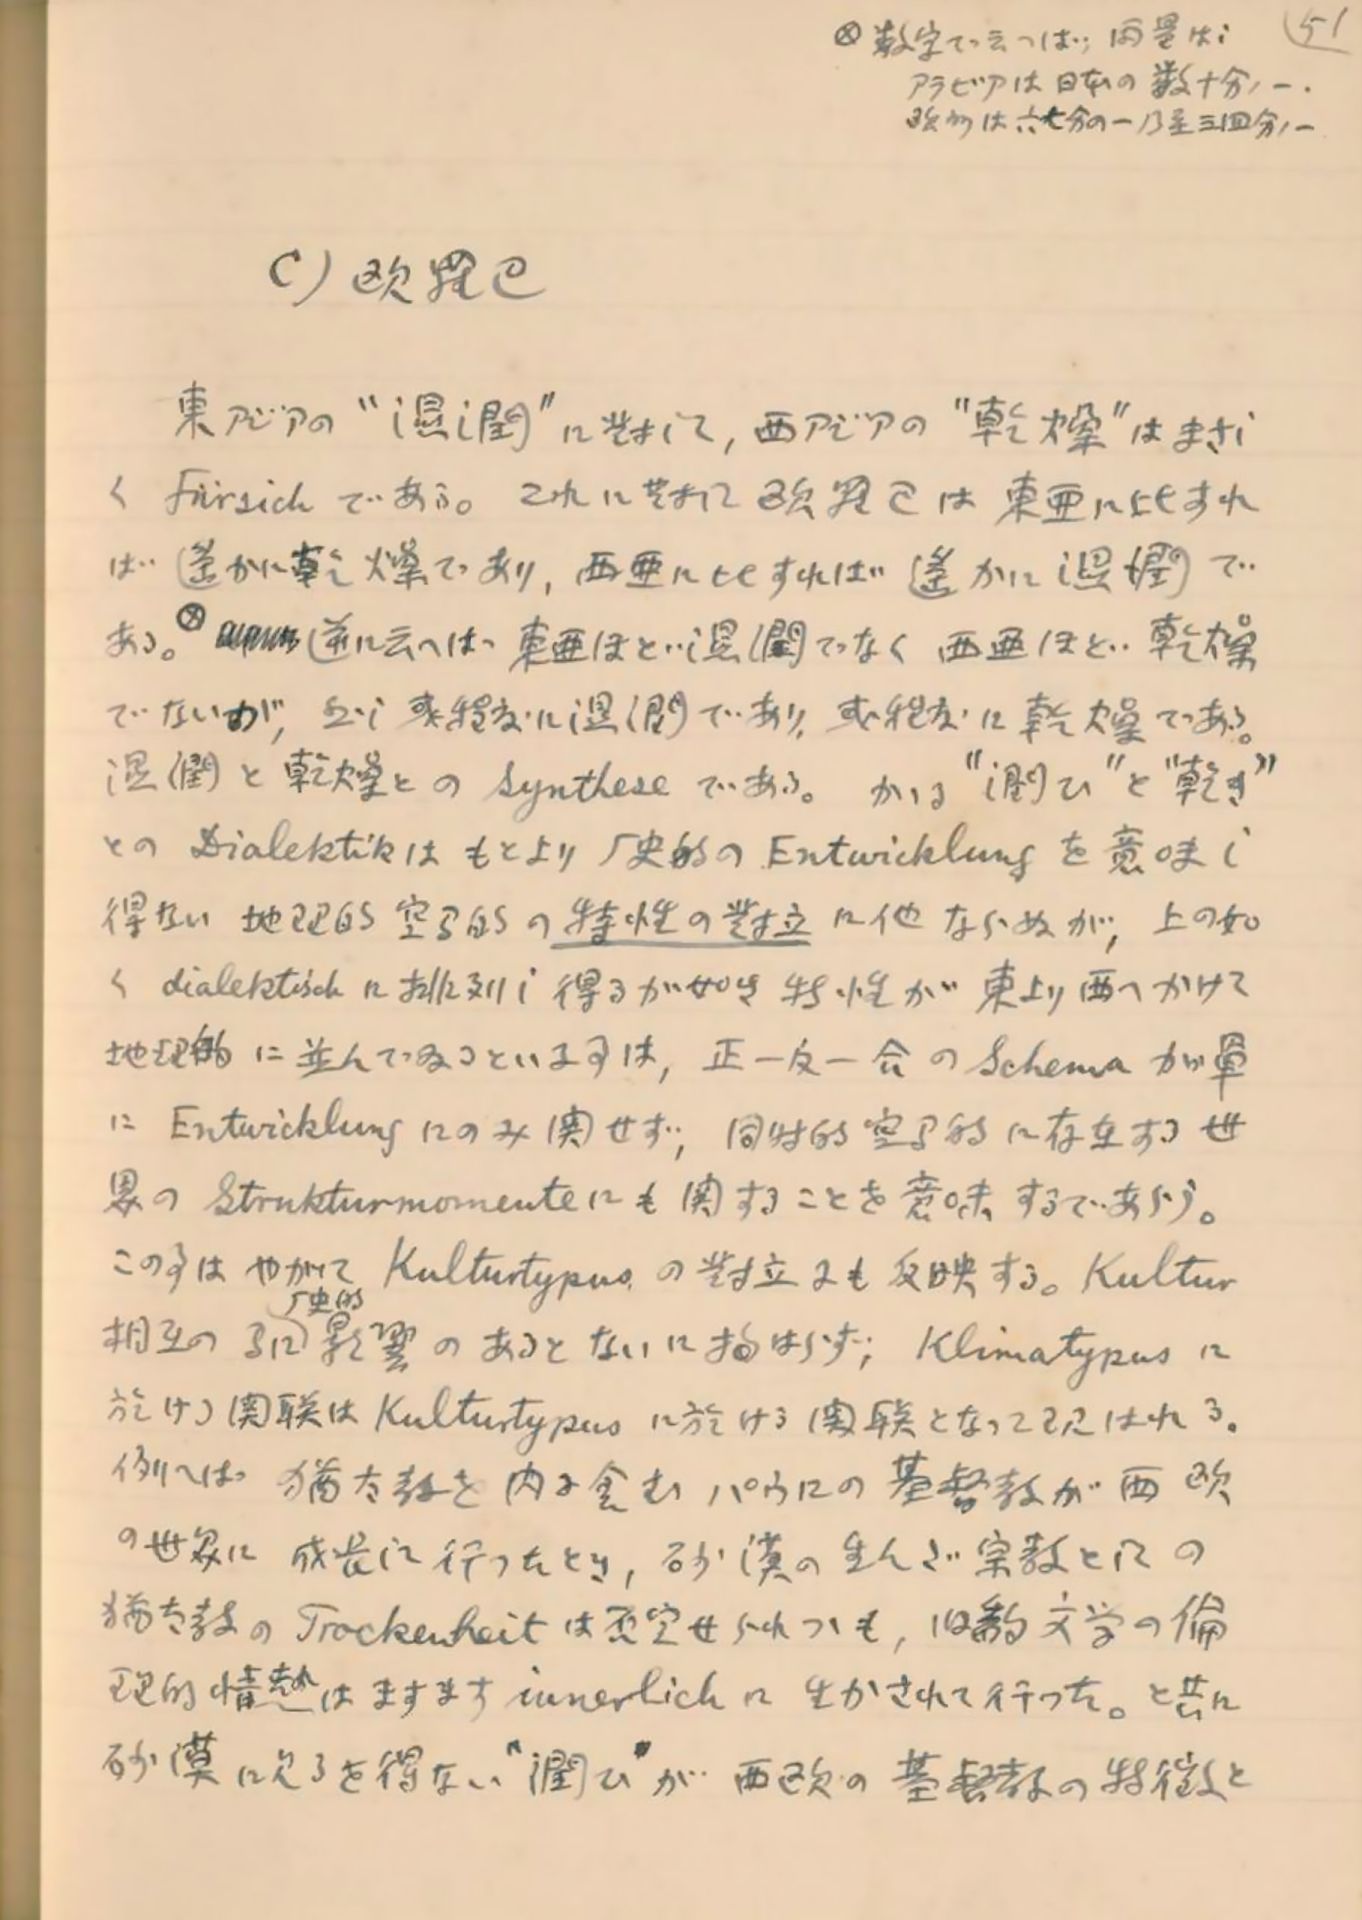 51
⊗ 数字で云へば、雨量は
アラビアは日本の数十分ノ一.
欧洲は六七分の一乃至三四分ノ一
C) 欧羅巴
東アジアの “湿潤” に対して, 西アジアの “乾燥” はまさし
く Fürsich である。これに対して欧羅巴は東亜に比すれ
ば遙かに乾燥であり, 西亜に比すれば遙かに湿潤で
ある。⊗ 逆に云へば東亜ほど湿潤でなく西亜ほど乾燥
でないが, 或程度に湿潤であり, 或程度に乾燥である。
湿潤と乾燥との Synthese である。かゝる “潤ひ” と “乾き”
との Dialektik はもとより歴史的の Entwicklung を意味し
得ない地理的空間的の特性の対立に他ならぬが, 上の如
く dialektisch に排列し得るが如き特性が東より西へかけて
地理的に並んでゐるといふ事は, 正―反―合の Schema が単
に Entwicklung にのみ関せず, 同時的空間的に存在する世
界の Strukturmomente にも関することを意味するであらう。
この事はやがて Kulturtypus の対立にも反映する。Kultur
相互の間に歴史的影響のあるとないに拘はらず, Klimatypus に
於ける関聯は Kulturtypus に於ける関聯となって現はれる。
例へば 猶太教を内に含むパウロの基督教が西欧
の世界に成長して行つたとき, 砂漠の生んだ宗教としての
猶太教の Trockenheit は否定せられつゝも, 旧約文学の倫
理的情熱はますます innerlich に生かされて行つた。と共に
砂漠に見るを得ない “潤ひ” が西欧の基督教の特徴と